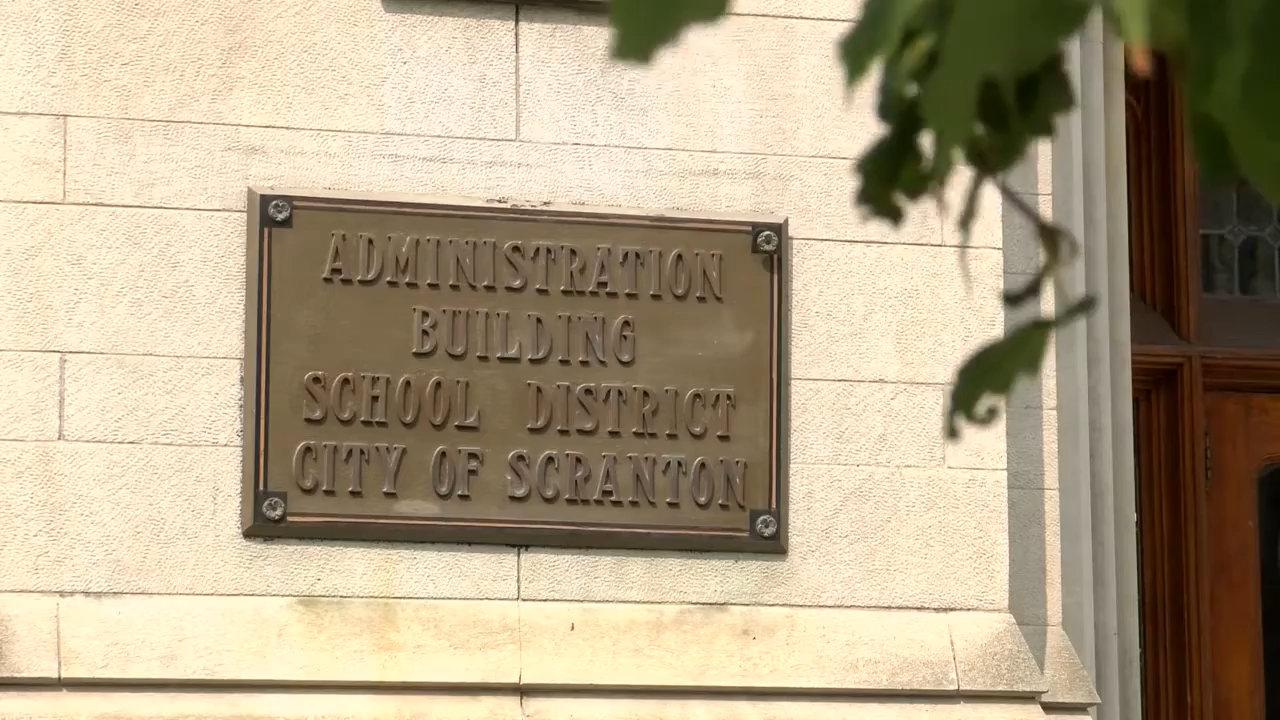 ADMINISTRATION
BUILDING
SCHOOL DISTRICT
CITY OF SCRANTON